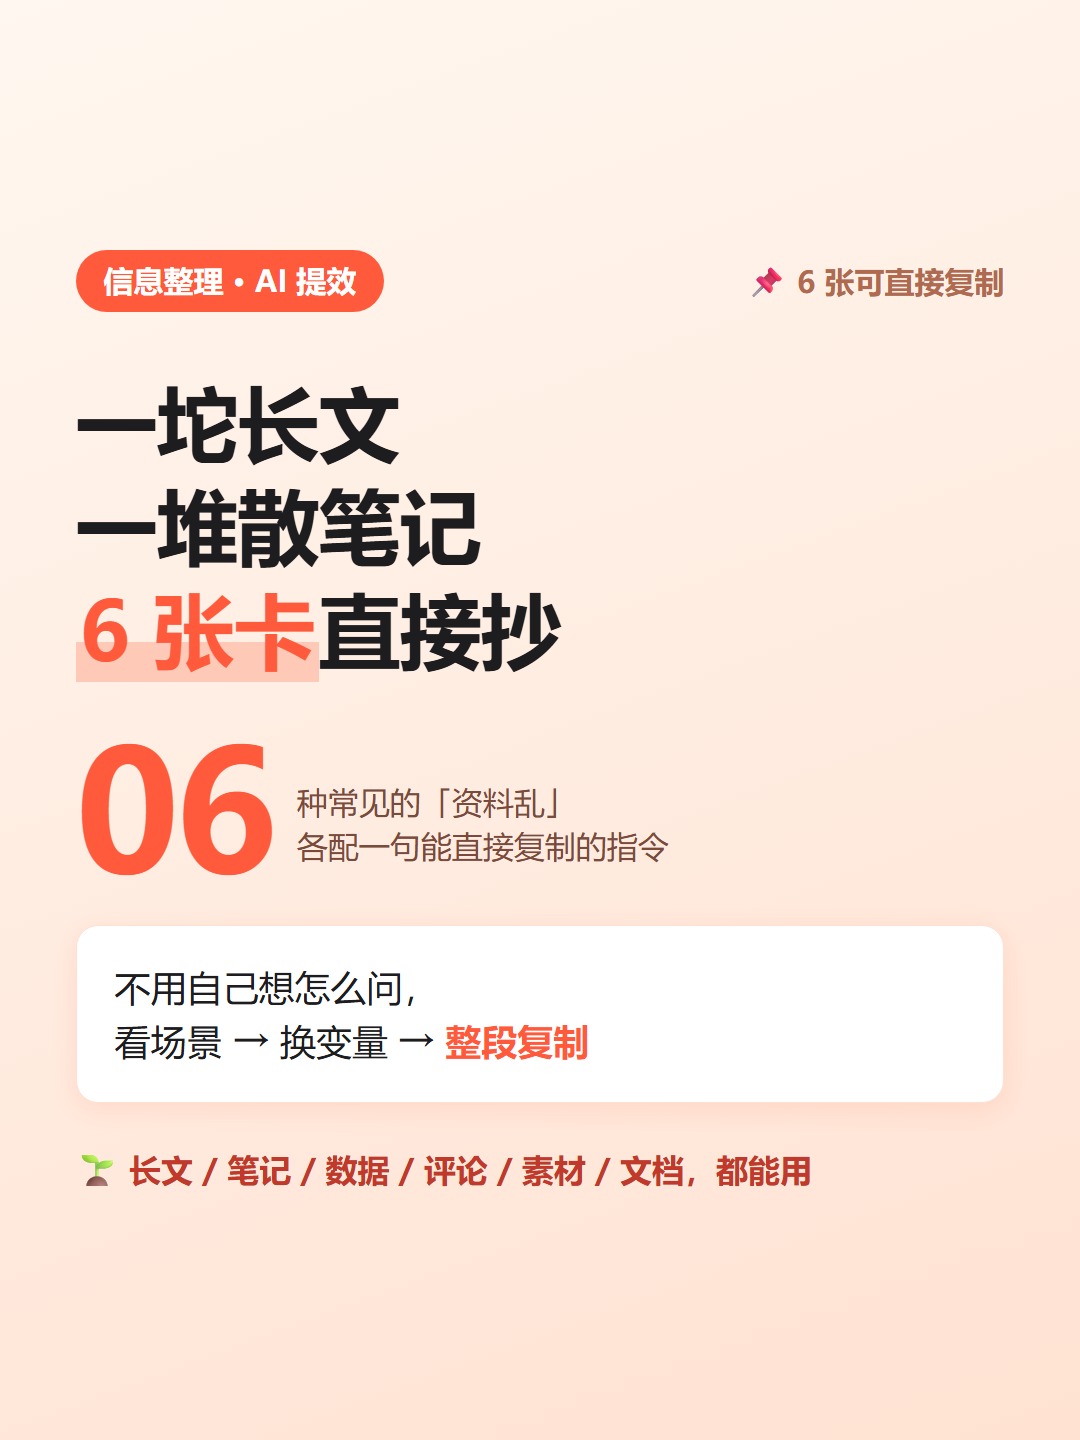 信息整理 · AI 提效
📌 6 张可直接复制
一坨长文
一堆散笔记
6 张卡直接抄
06
种常见的「资料乱」
各配一句能直接复制的指令
不用自己想怎么问，
看场景 → 换变量 → 整段复制
🌱 长文 / 笔记 / 数据 / 评论 / 素材 / 文档，都能用